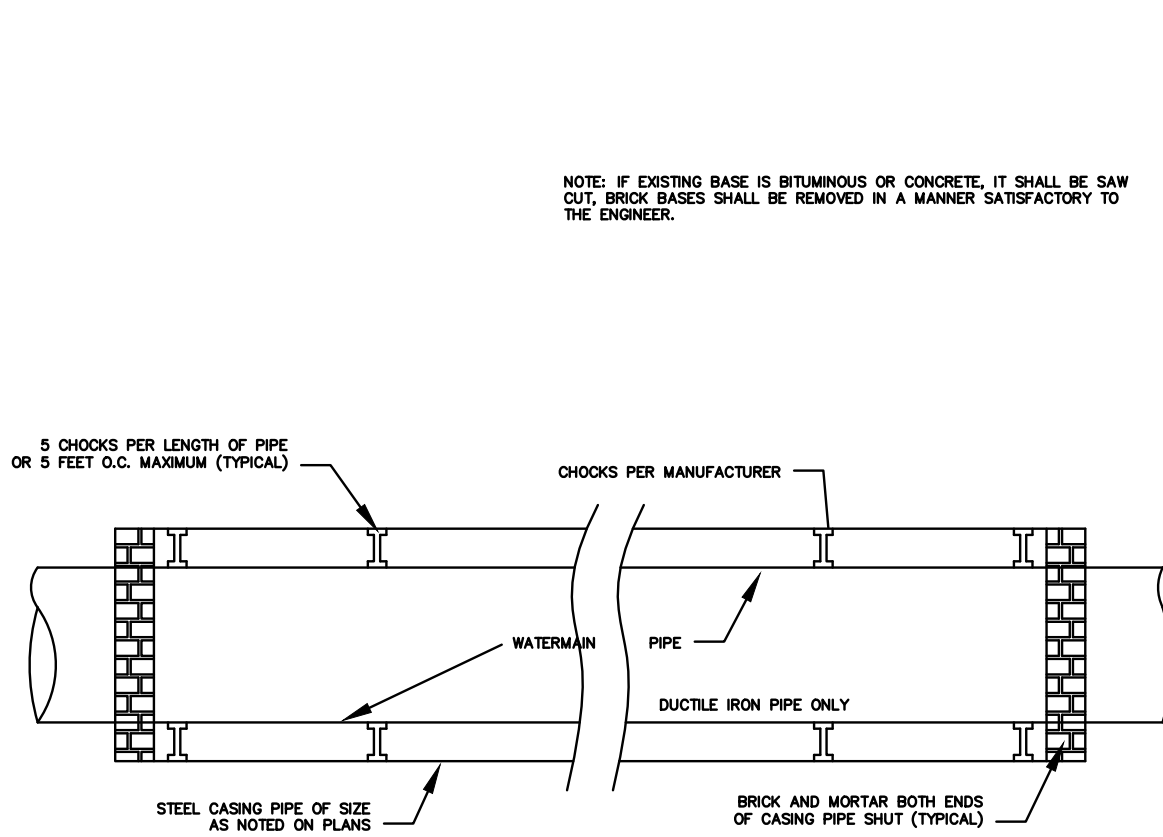 NOTE: IF EXISTING BASE IS BITUMINOUS OR CONCRETE, IT SHALL BE SAW
CUT, BRICK BASES SHALL BE REMOVED IN A MANNER SATISFACTORY TO
THE ENGINEER.
5 CHOCKS PER LENGTH OF PIPE
OR 5 FEET O.C. MAXIMUM (TYPICAL)
CHOCKS PER MANUFACTURER
WATERMAIN PIPE
DUCTILE IRON PIPE ONLY
STEEL CASING PIPE OF SIZE
AS NOTED ON PLANS
BRICK AND MORTAR BOTH ENDS
OF CASING PIPE SHUT (TYPICAL)